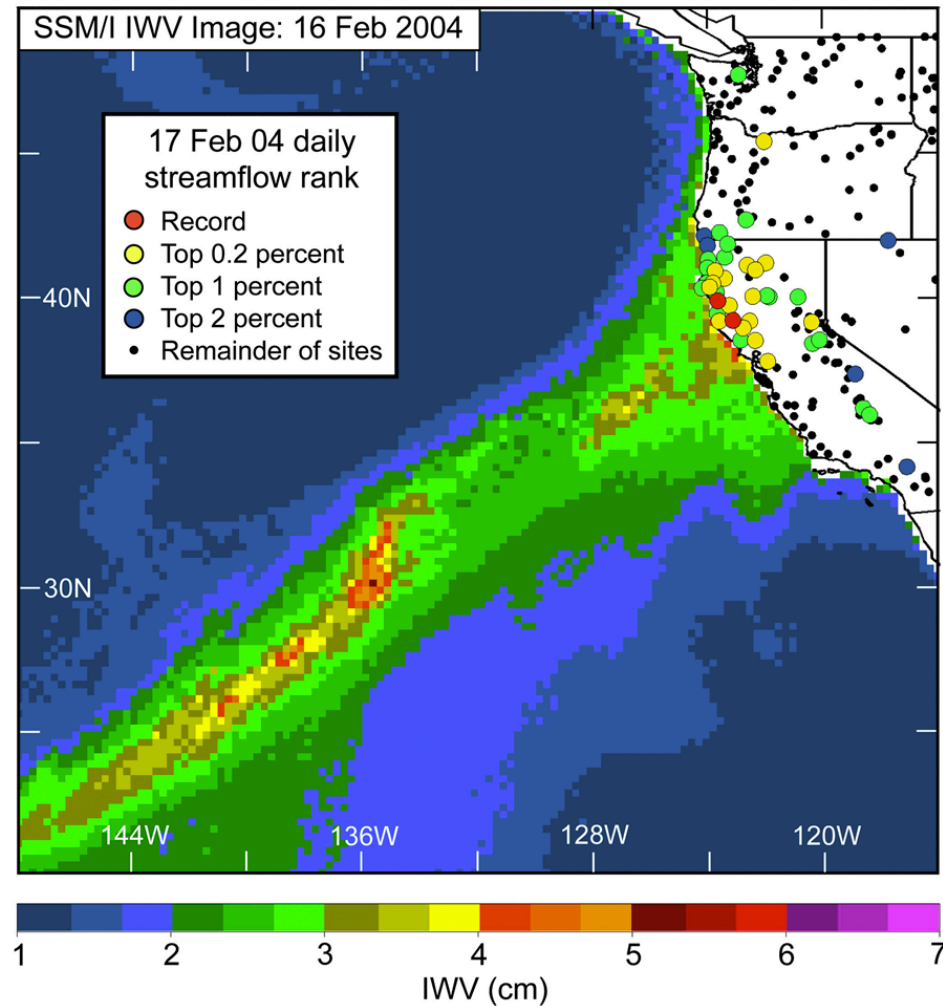 SSM/I IWV Image: 16 Feb 2004
17 Feb 04 daily
streamflow rank
Record
Top 0.2 percent
Top 1 percent
Top 2 percent
Remainder of sites
40N
30N
144W 136W 128W 120W
1 2 3 4 5 6 7
IWV (cm)